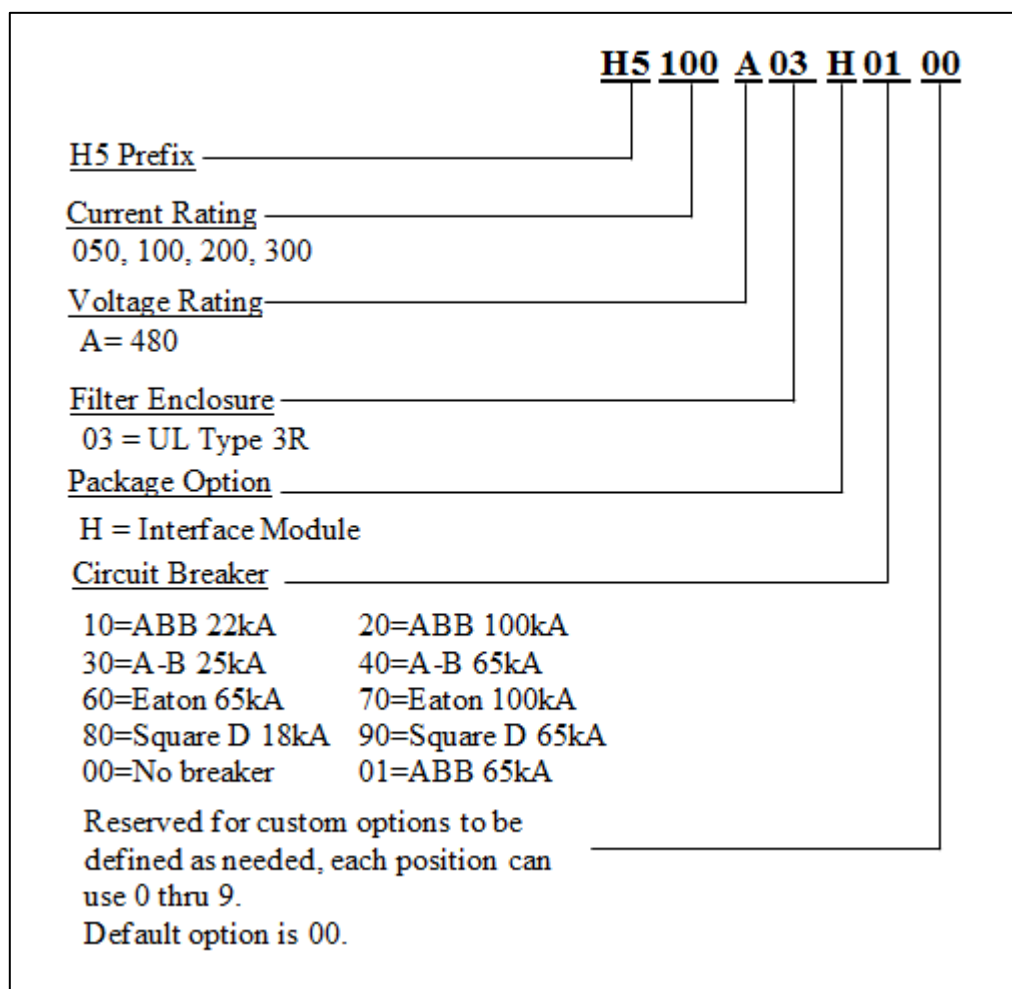 H5 100 A 03 H 01 00
H5 Prefix
Current Rating
050, 100, 200, 300
Voltage Rating
A= 480
Filter Enclosure
03 = UL Type 3R
Package Option
H = Interface Module
Circuit Breaker
10=ABB 22kA 20=ABB 100kA
30=A-B 25kA 40=A-B 65kA
60=Eaton 65kA 70=Eaton 100kA
80=Square D 18kA 90=Square D 65kA
00=No breaker 01=ABB 65kA
Reserved for custom options to be
defined as needed, each position can
use 0 thru 9.
Default option is 00.